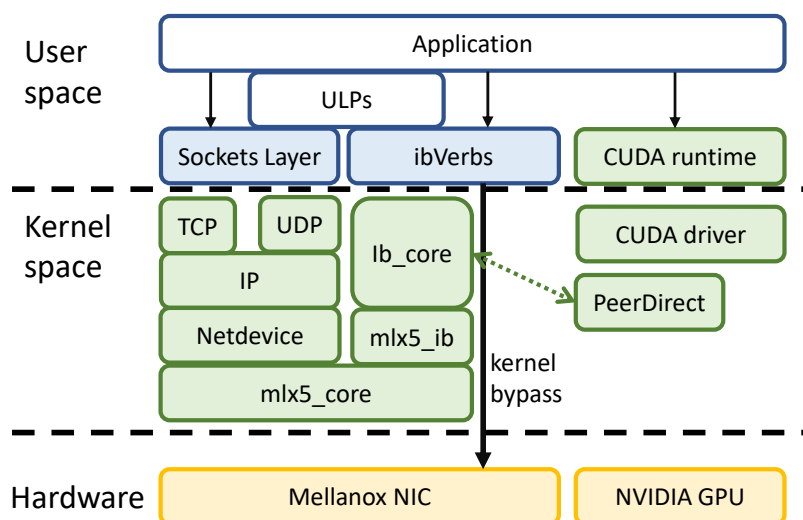 User
space
Application
ULPs
Sockets Layer
ibVerbs
CUDA runtime
Kernel
space
TCP
UDP
Ib_core
CUDA driver
IP
PeerDirect
Netdevice
mlx5_ib
mlx5_core
kernel
bypass
Hardware
Mellanox NIC
NVIDIA GPU